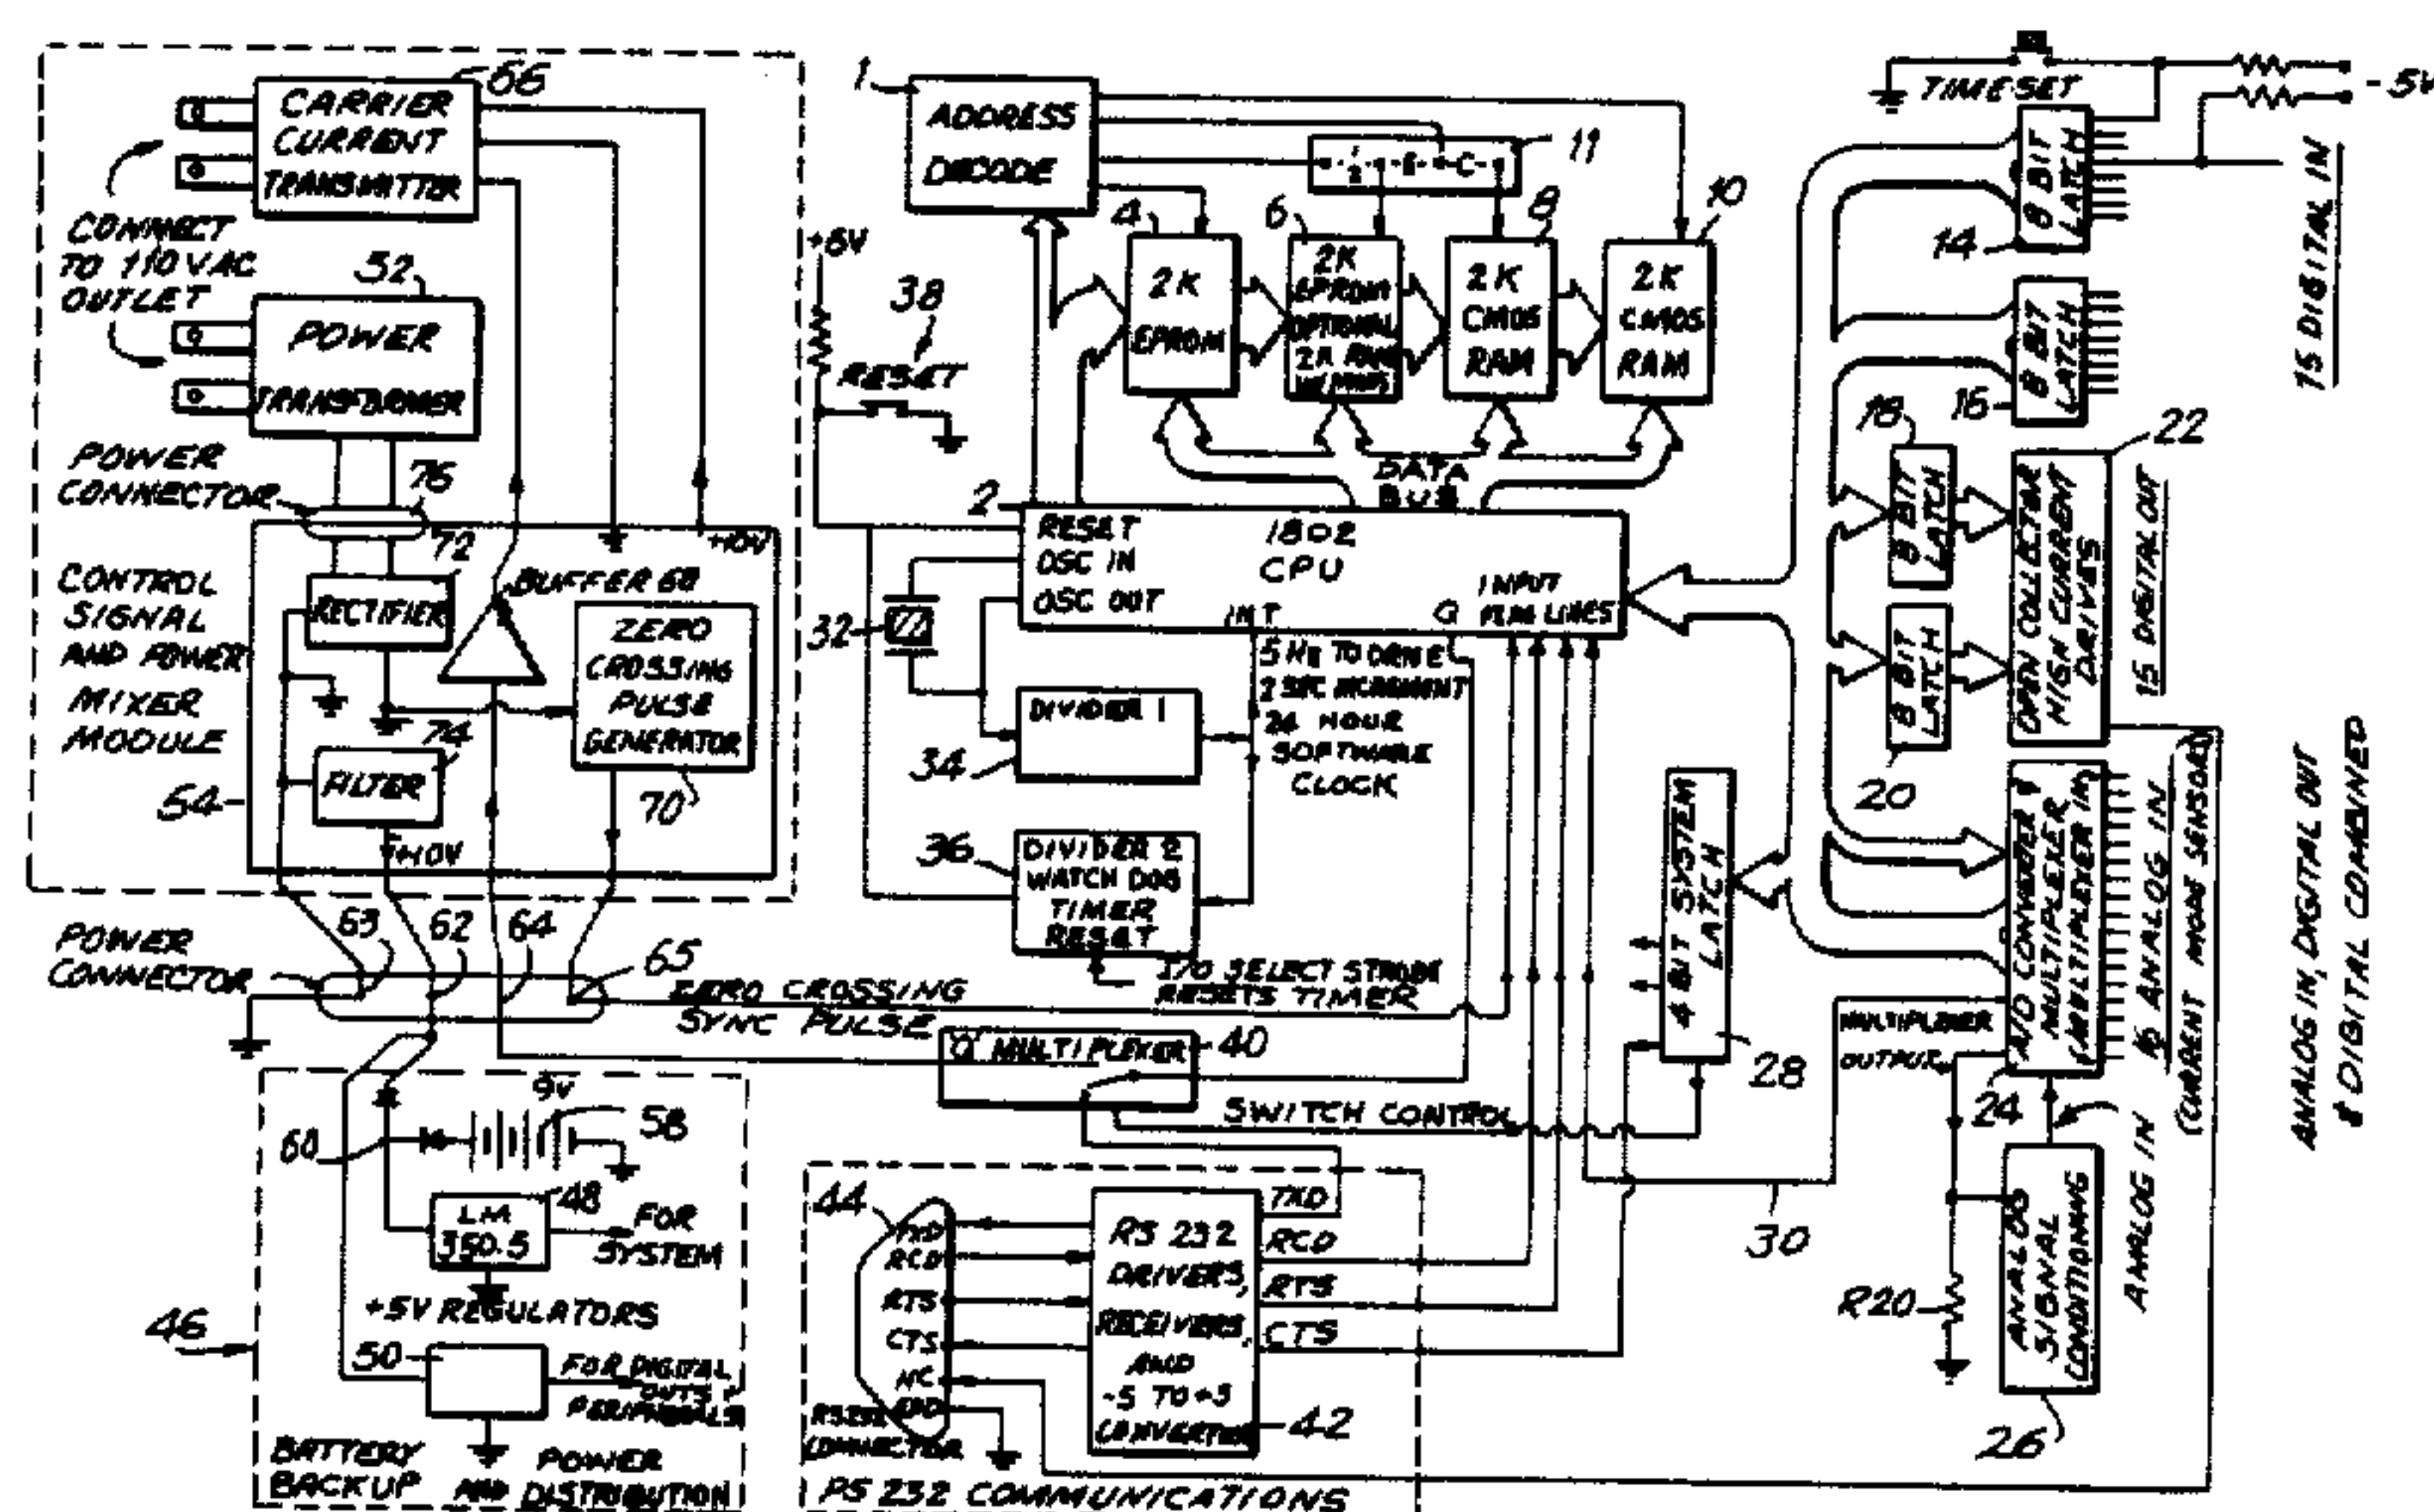 66
CARRIER
CURRENT
TRANSMITTER
CONNECT
TO 110 VAC
OUTLET
52
POWER
TRANSFORMER
POWER
CONNECTOR
76
72
+10V
CONTROL
SIGNAL
AND POWER
MIXER
MODULE
RECTIFIER
BUFFER 68
ZERO
CROSSING
PULSE
GENERATOR
74
FILTER
54
70
+10V
POWER
CONNECTOR
63
62
64
65
ZERO CROSSING
SYNC PULSE
9V
58
60
48
LM
350.5
FOR
SYSTEM
+5V REGULATORS
46
50
FOR DIGITAL
OUTS +
PERIPHERALS
BATTERY
BACKUP
POWER
AND DISTRIBUTION
1
ADDRESS
DECODE
11
4
2K
EPROM
6
2K
EPROM
OPTIONAL
2K RAM
8
2K
CMOS
RAM
10
2K
CMOS
RAM
38
RESET
DATA
BUS
2
RESET
OSC IN
OSC OUT
1802
CPU
INT
Q
INPUT
FLAG LINES
32
5 Hz TO DRIVE
2 SEC INCREMENT
24 HOUR
SOFTWARE
CLOCK
DIVIDER 1
34
36
DIVIDER 2
WATCH DOG
TIMER
RESET
I/O SELECT STROBE
RESETS TIMER
"Q" MULTIPLEXER
40
SWITCH CONTROL
44
TXD
RCD
RTS
CTS
NC
GND
RS232
CONNECTOR
RS 232
DRIVERS,
RECEIVERS,
AND
-5 TO +5
CONVERTER
42
TXD
RCD
RTS
CTS
RS 232 COMMUNICATIONS
TIMESET
-5V
8 BIT
LATCH
14
15 DIGITAL IN
8 BIT
LATCH
16
18
8 BIT
LATCH
22
OPEN COLLECTOR
HIGH CURRENT
DRIVES
15 DIGITAL OUT
8 BIT
LATCH
20
4 BIT SYSTEM
LATCH
28
A/D CONVERTER &
MULTIPLEXER
(MULTIPLEXER IN)
16 ANALOG IN
(CURRENT MODE SENSORS)
MULTIPLEXER
OUTPUT
24
ANALOG IN
30
R20
ANALOG
SIGNAL
CONDITIONING
26
ANALOG IN, DIGITAL OUT
& DIGITAL COMBINED